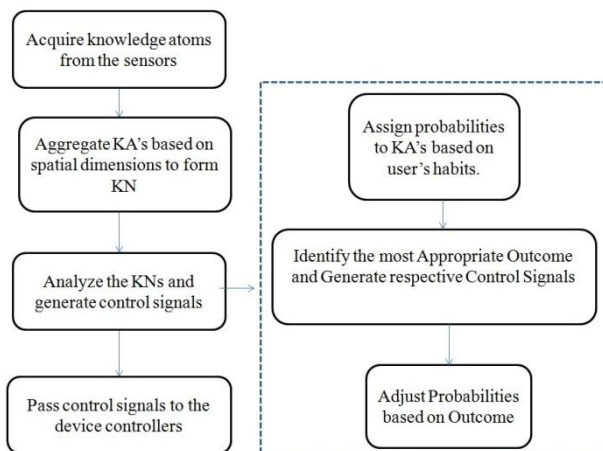 Acquire knowledge atoms
from the sensors
Aggregate KA's based on
spatial dimensions to form
KN
Analyze the KNs and
generate control signals
Pass control signals to the
device controllers
Assign probabilities
to KA's based on
user's habits.
Identify the most Appropriate Outcome
and Generate respective Control Signals
Adjust Probabilities
based on Outcome